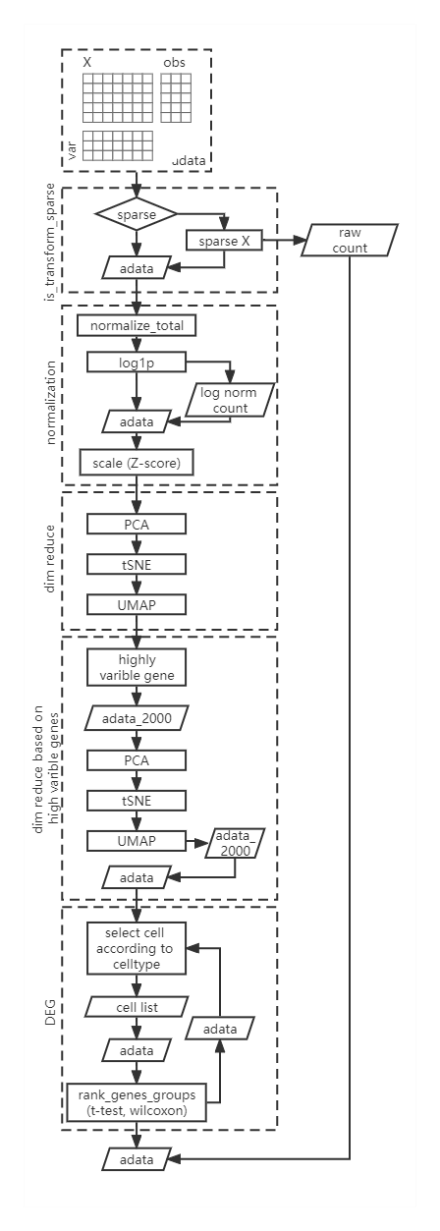 X
obs
var
udata
is_transform_sparse
sparse
sparse X
raw
count
adata
normalization
normalize_total
log1p
log norm
count
adata
scale (Z-score)
dim reduce
PCA
tSNE
UMAP
dim reduce based on
high varible genes
highly
varible gene
adata_2000
PCA
tSNE
UMAP
adata_
2000
adata
DEG
select cell
according to
celltype
cell list
adata
adata
rank_genes_groups
(t-test, wilcoxon)
adata